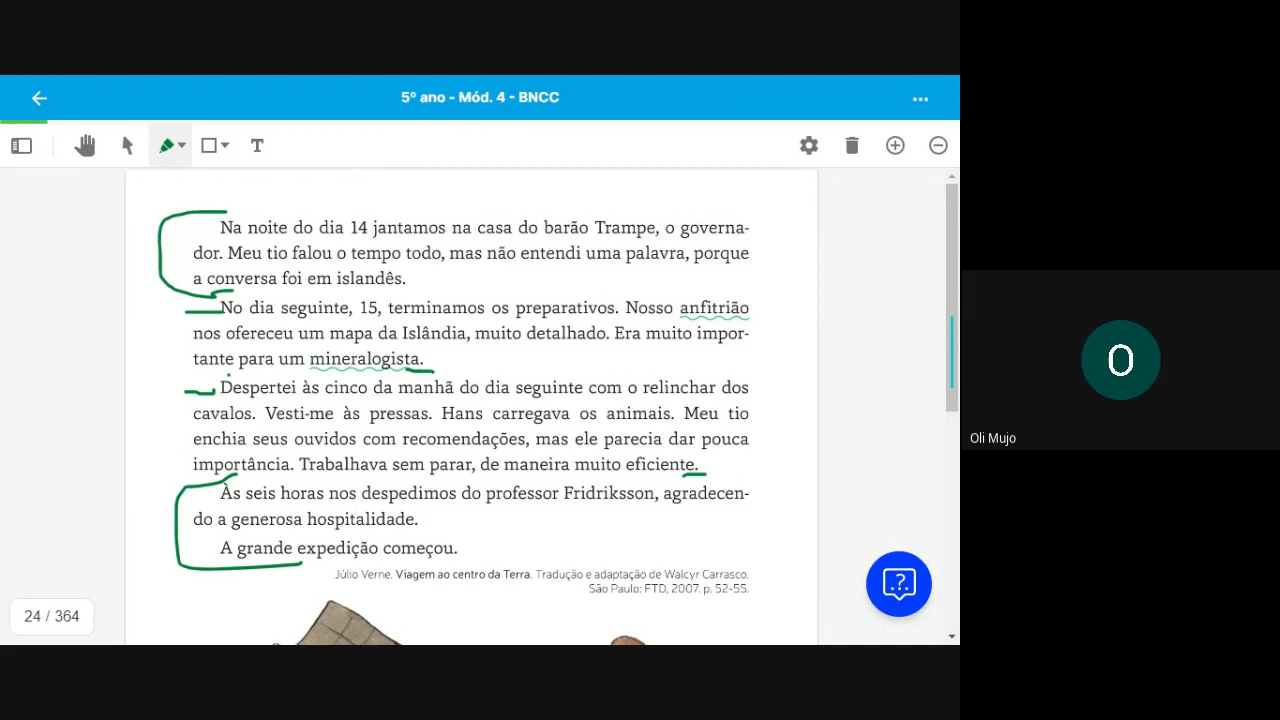 5º ano - Mód. 4 - BNCC
T
Na noite do dia 14 jantamos na casa do barão Trampe, o governa-
dor. Meu tio falou o tempo todo, mas não entendi uma palavra, porque
a conversa foi em islandês.
No dia seguinte, 15, terminamos os preparativos. Nosso anfitrião
nos ofereceu um mapa da Islândia, muito detalhado. Era muito impor-
tante para um mineralogista.
Despertei às cinco da manhã do dia seguinte com o relinchar dos
cavalos. Vesti-me às pressas. Hans carregava os animais. Meu tio
enchia seus ouvidos com recomendações, mas ele parecia dar pouca
importância. Trabalhava sem parar, de maneira muito eficiente.
Às seis horas nos despedimos do professor Fridriksson, agradecen-
do a generosa hospitalidade.
A grande expedição começou.
Júlio Verne. Viagem ao centro da Terra. Tradução e adaptação de Walcyr Carrasco.
São Paulo: FTD, 2007. p. 52-55.
24 / 364
O
Oli Mujo